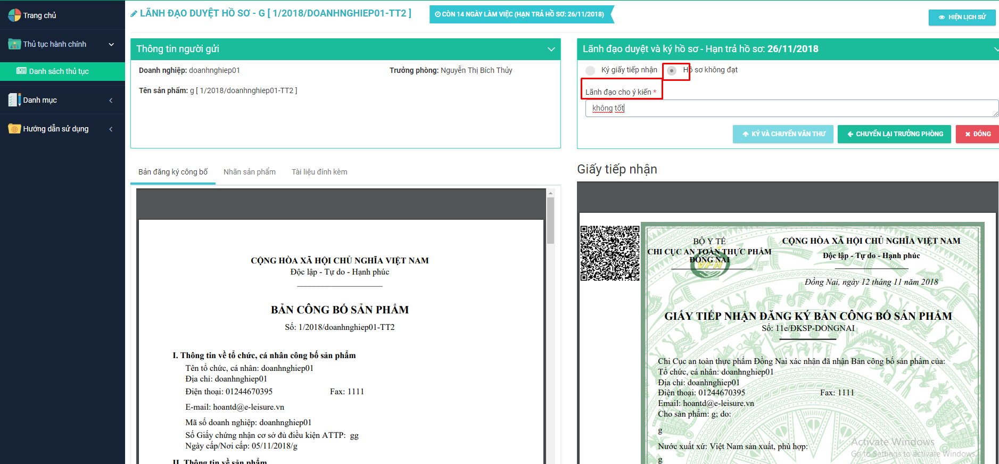 Trang chủ
Thủ tục hành chính
Danh sách thủ tục
Danh mục
Hướng dẫn sử dụng
LÃNH ĐẠO DUYỆT HỒ SƠ - G [ 1/2018/DOANHNGHIEP01-TT2 ]
CÒN 14 NGÀY LÀM VIỆC (HẠN TRẢ HỒ SƠ: 26/11/2018)
HIỆN LỊCH SỬ
Thông tin người gửi
Doanh nghiệp: doanhnghiep01
Trưởng phòng: Nguyễn Thị Bích Thủy
Tên sản phẩm: g [ 1/2018/doanhnghiep01-TT2 ]
Lãnh đạo duyệt và ký hồ sơ - Hạn trả hồ sơ: 26/11/2018
Ký giấy tiếp nhận
Hồ sơ không đạt
Lãnh đạo cho ý kiến *
không tốt
KÝ VÀ CHUYỂN VĂN THƯ
CHUYỂN LẠI TRƯỞNG PHÒNG
ĐÓNG
Bản đăng ký công bố
Nhãn sản phẩm
Tài liệu đính kèm
CỘNG HÒA XÃ HỘI CHỦ NGHĨA VIỆT NAM
Độc lập - Tự do - Hạnh phúc
BẢN CÔNG BỐ SẢN PHẨM
Số: 1/2018/doanhnghiep01-TT2
I. Thông tin về tổ chức, cá nhân công bố sản phẩm
Tên tổ chức, cá nhân: doanhnghiep01
Địa chỉ: doanhnghiep01
Điện thoại: 01244670395 Fax: 1111
E-mail: hoantd@e-leisure.vn
Mã số doanh nghiệp: doanhnghiep01
Số Giấy chứng nhận cơ sở đủ điều kiện ATTP: gg
Ngày cấp/Nơi cấp: 05/11/2018/g
II. Thông tin về sản phẩm
Giấy tiếp nhận
BỘ Y TẾ
CHI CỤC AN TOÀN THỰC PHẨM
ĐỒNG NAI
VFA
CỘNG HÒA XÃ HỘI CHỦ NGHĨA VIỆT NAM
Độc lập - Tự do - Hạnh phúc
Đồng Nai, ngày 12 tháng 11 năm 2018
GIẤY TIẾP NHẬN ĐĂNG KÝ BẢN CÔNG BỐ SẢN PHẨM
Số: 11e/ĐKSP-DONGNAI
Chi Cục an toàn thực phẩm Đồng Nai xác nhận đã nhận Bản công bố sản phẩm của:
Tổ chức, cá nhân: doanhnghiep01
Địa chỉ: doanhnghiep01
Điện thoại: 01244670395 Fax: 1111
Email: hoantd@e-leisure.vn
Cho sản phẩm: g; do:
g
Nước xuất xứ: Việt Nam sản xuất, phù hợp:
g
Activate Windows
Go to Settings to activate Windows.